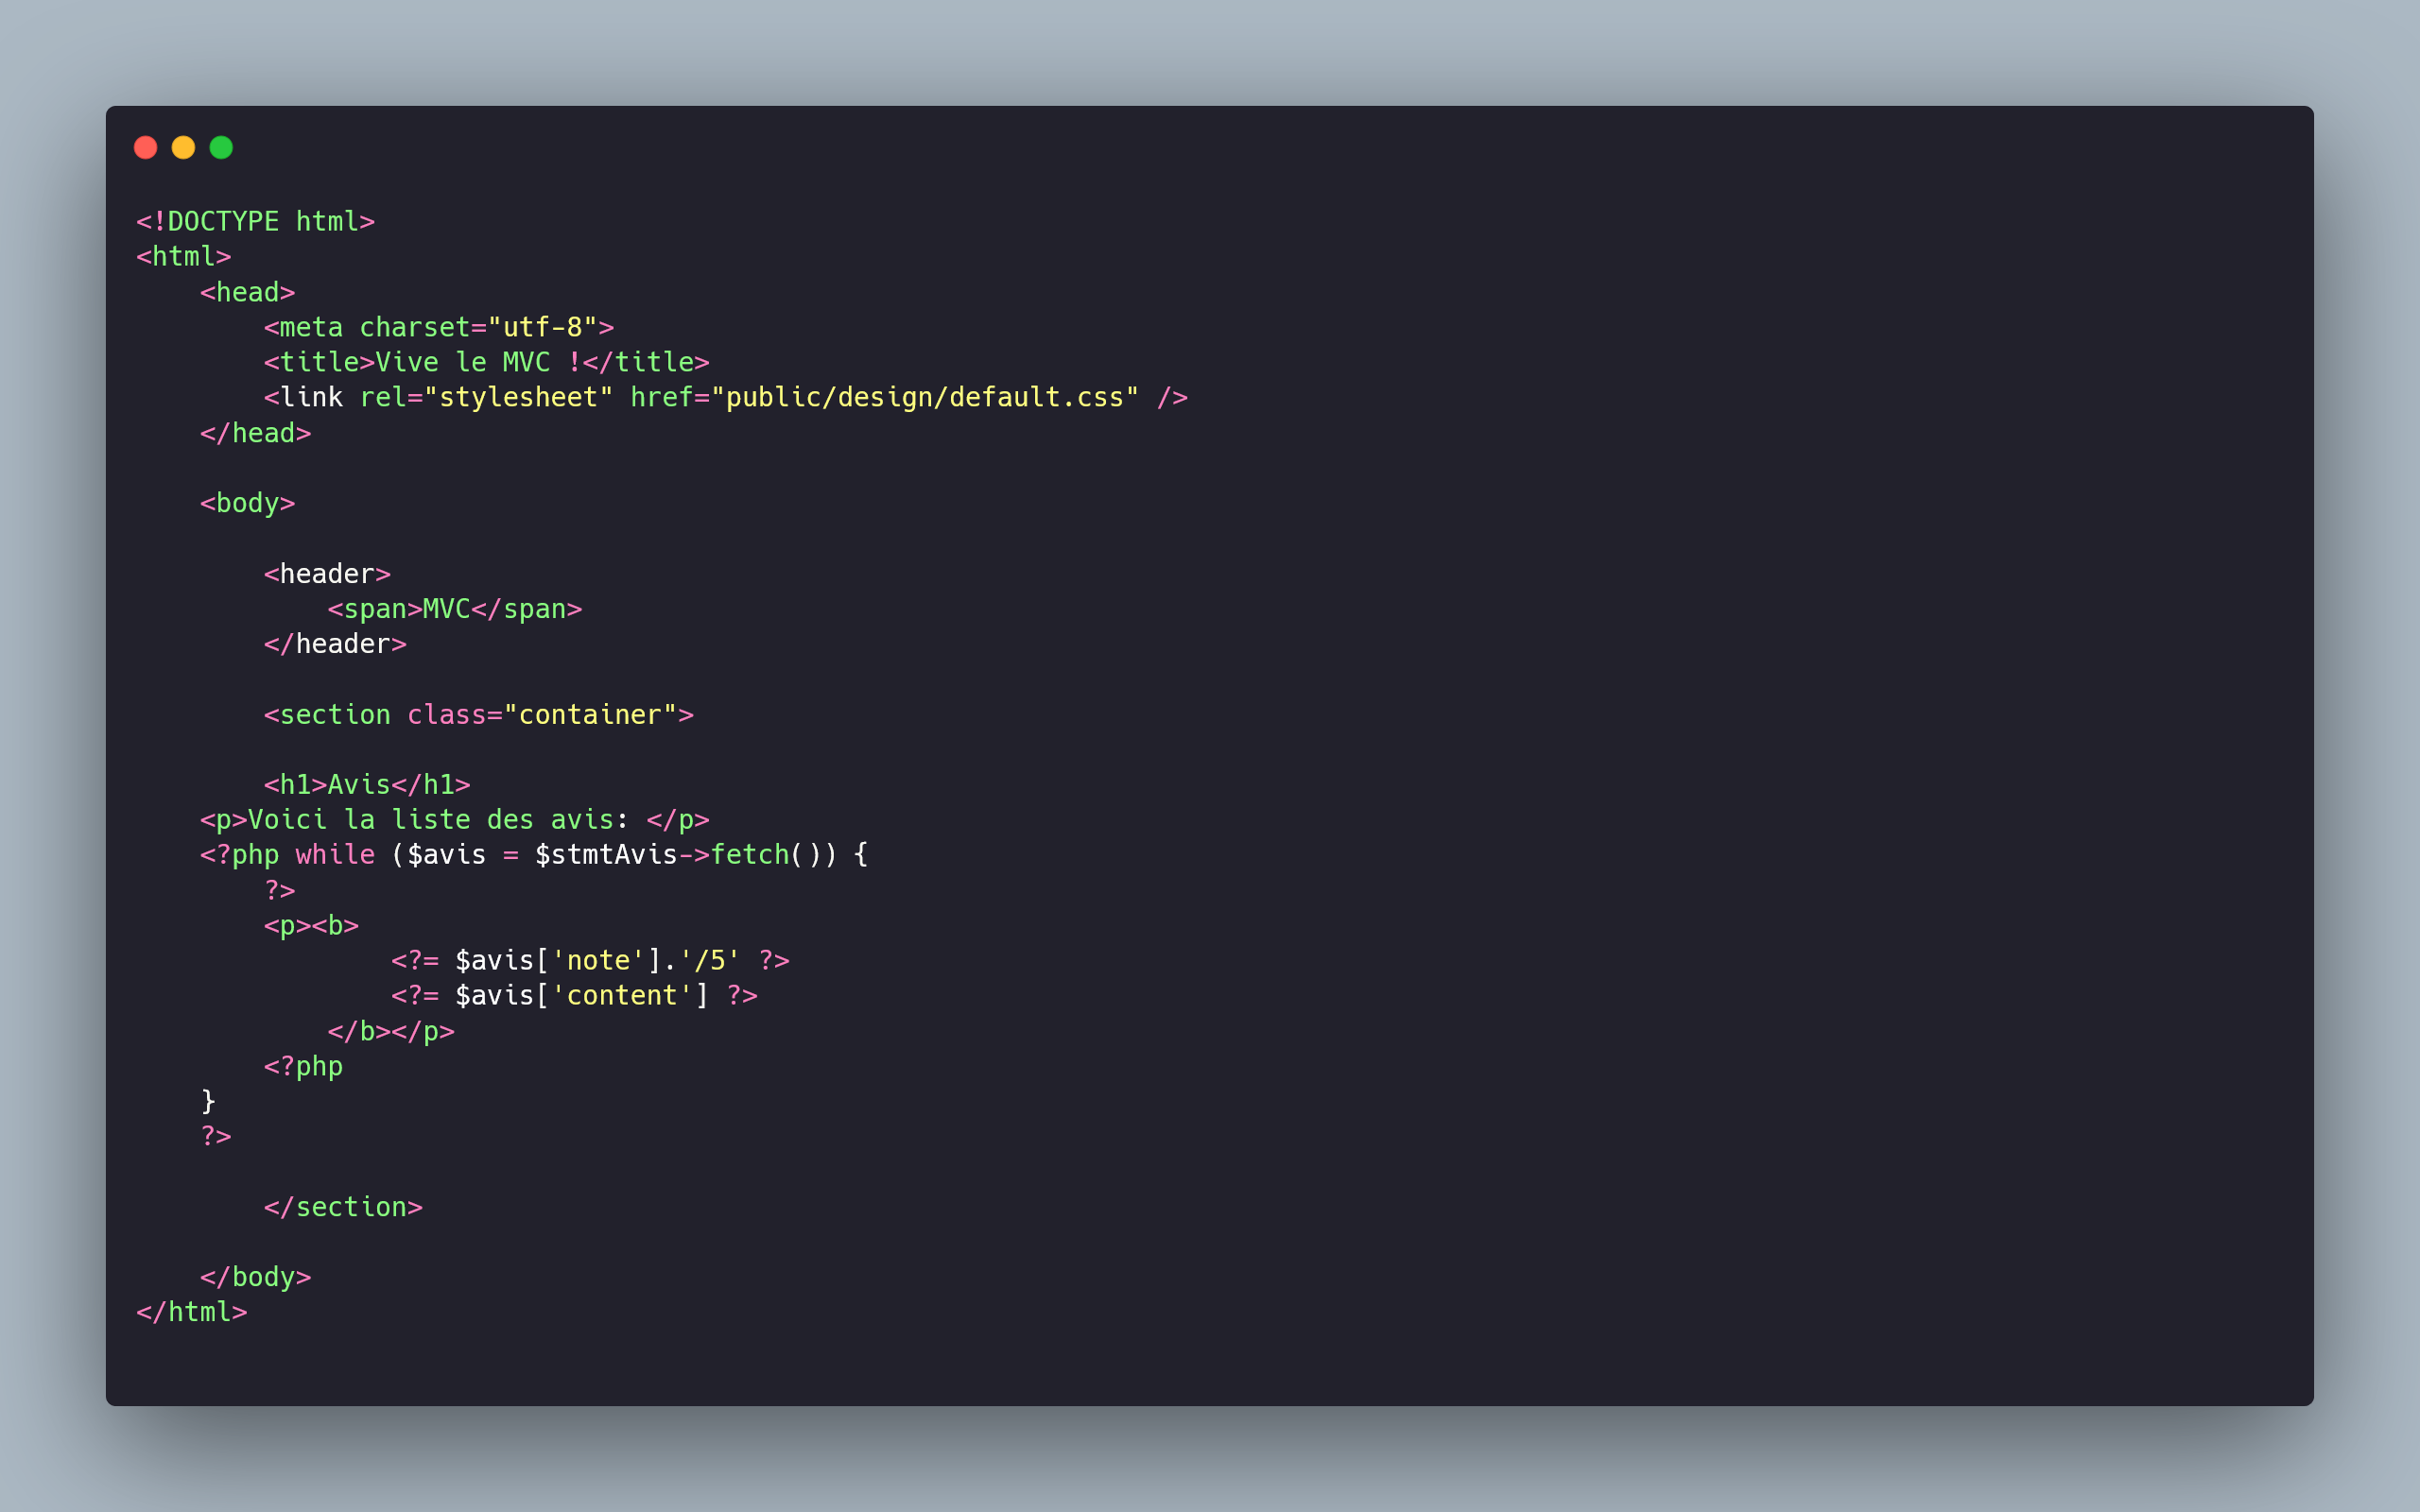 <!DOCTYPE html>
<html>
    <head>
        <meta charset="utf-8">
        <title>Vive le MVC !</title>
        <link rel="stylesheet" href="public/design/default.css" />
    </head>

    <body>

        <header>
            <span>MVC</span>
        </header>

        <section class="container">

        <h1>Avis</h1>
    <p>Voici la liste des avis: </p>
    <?php while ($avis = $stmtAvis->fetch()) {
        ?>
        <p><b>
                <?= $avis['note'].'/5' ?>
                <?= $avis['content'] ?>
            </b></p>
        <?php
    }
    ?>

        </section>

    </body>
</html>